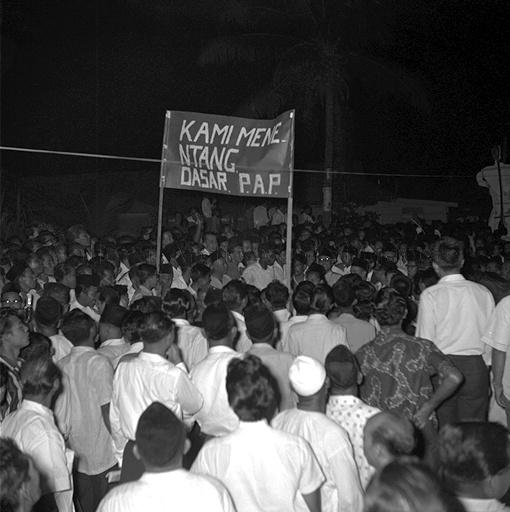 KAMI MENE-
NTANG
DASAR P.A.P